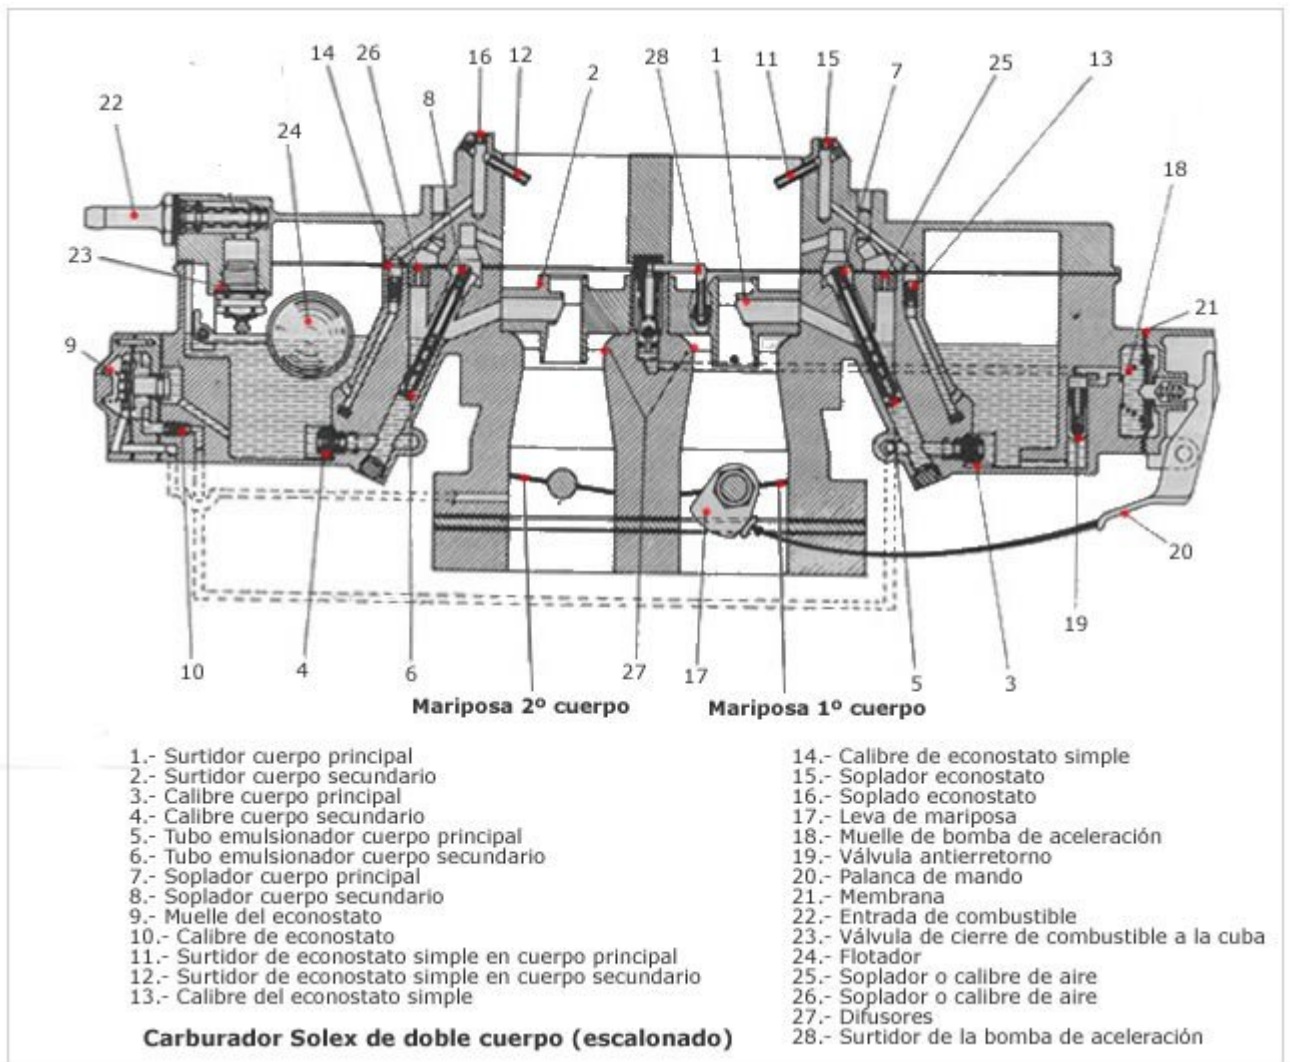 14 26 16 12 2 28 1 11 15 7 25 13
22 24 8 18
23
9 21
20
19
10 4 6 27 17 5 3
Mariposa 2º cuerpo Mariposa 1º cuerpo
1.- Surtidor cuerpo principal
2.- Surtidor cuerpo secundario
3.- Calibre cuerpo principal
4.- Calibre cuerpo secundario
5.- Tubo emulsionador cuerpo principal
6.- Tubo emulsionador cuerpo secundario
7.- Soplador cuerpo principal
8.- Soplador cuerpo secundario
9.- Muelle del econostato
10.- Calibre de econostato
11.- Surtidor de econostato simple en cuerpo principal
12.- Surtidor de econostato simple en cuerpo secundario
13.- Calibre del econostato simple
14.- Calibre de econostato simple
15.- Soplador econostato
16.- Soplado econostato
17.- Leva de mariposa
18.- Muelle de bomba de aceleración
19.- Válvula antierretorno
20.- Palanca de mando
21.- Membrana
22.- Entrada de combustible
23.- Válvula de cierre de combustible a la cuba
24.- Flotador
25.- Soplador o calibre de aire
26.- Soplador o calibre de aire
27.- Difusores
28.- Surtidor de la bomba de aceleración
Carburador Solex de doble cuerpo (escalonado)